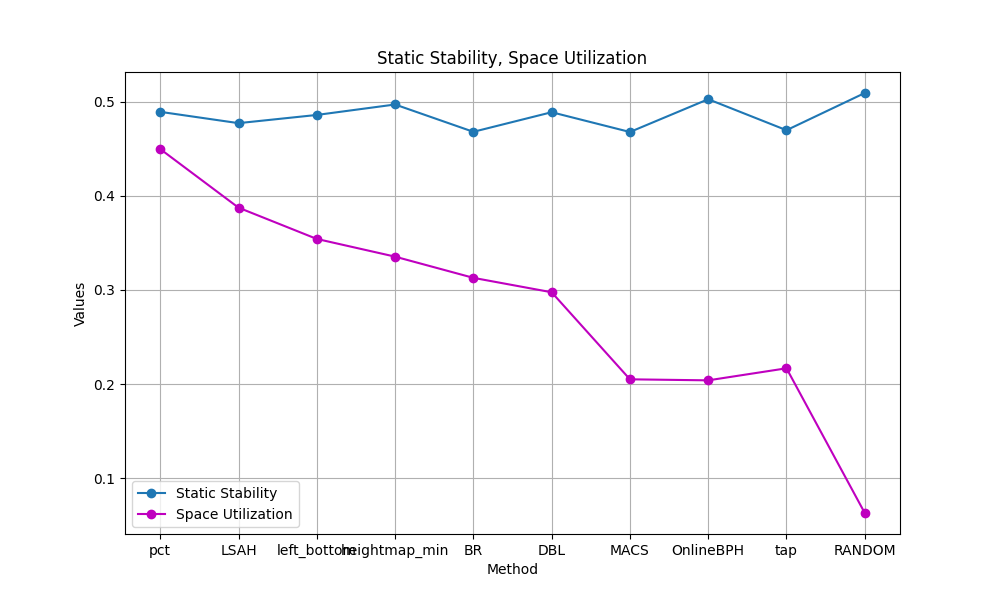 Static Stability, Space Utilization
Values
0.5
0.4
0.3
0.2
0.1
Static Stability
Space Utilization
pct LSAH left_bottom heightmap_min BR DBL MACS OnlineBPH tap RANDOM
Method